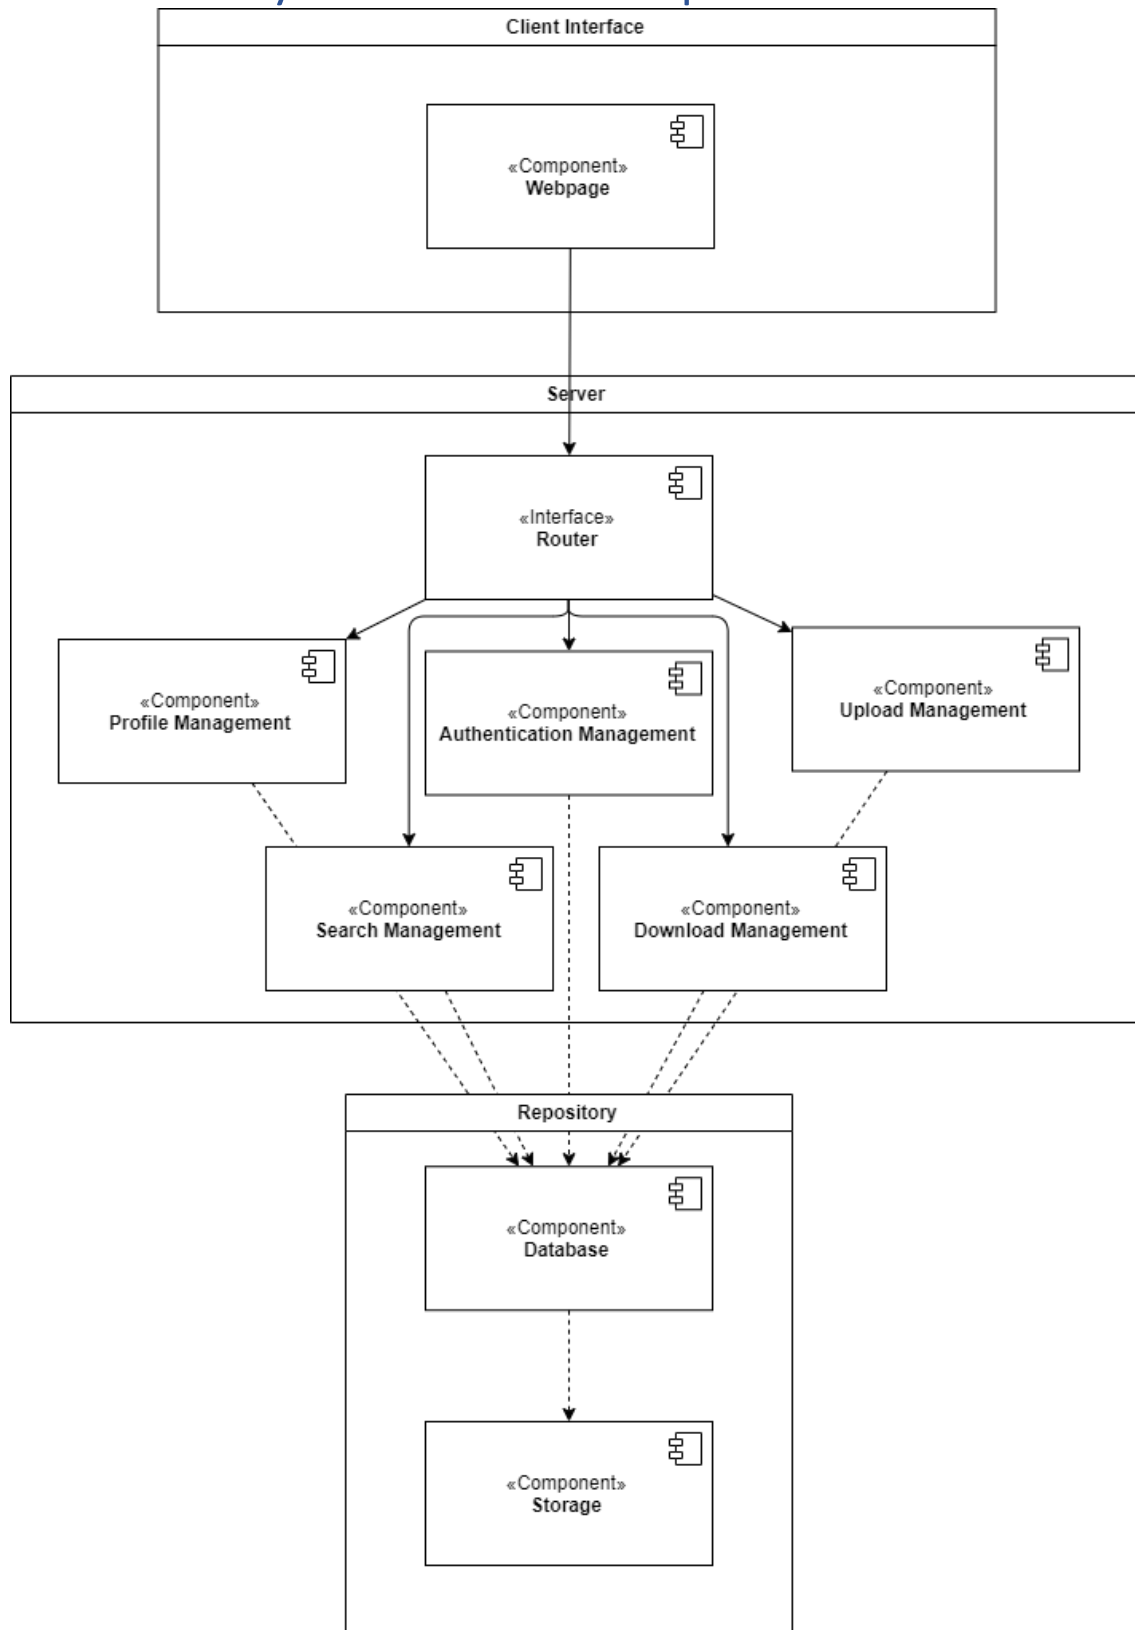 Client Interface
«Component»
Webpage
Server
«Interface»
Router
«Component»
Profile Management
«Component»
Authentication Management
«Component»
Upload Management
«Component»
Search Management
«Component»
Download Management
Repository
«Component»
Database
«Component»
Storage